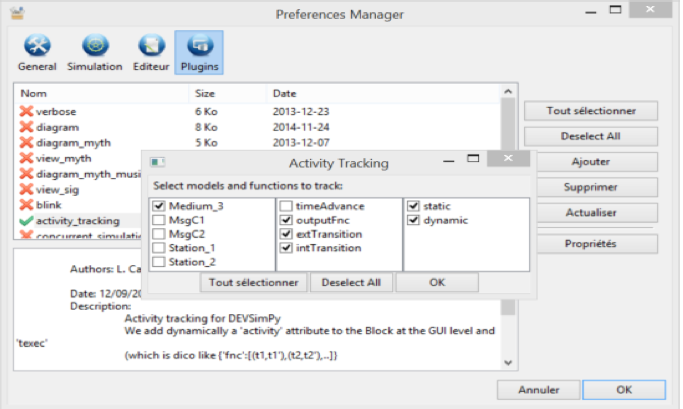 Preferences Manager
General Simulation Editeur Plugins
Nom Size Date
verbose 6 Ko 2013-12-23
diagram 8 Ko 2014-11-24
diagram_myth 5 Ko 2013-12-07
view_myth
diagram_myth_musi
view_sig
blink
activity_tracking
concurrent_simulatio
Tout sélectionner
Deselect All
Ajouter
Supprimer
Actualiser
Propriétés
Activity Tracking
Select models and functions to track:
Medium_3 timeAdvance static
MsgC1 outputFnc dynamic
MsgC2 extTransition
Station_1 intTransition
Station_2
Tout sélectionner Deselect All OK
Authors: L. Ca
Date: 12/09/20
Description:
Activity tracking for DEVSimPy
We add dynamically a 'activity' attribute to the Block at the GUI level and
'texec'
(which is dico like {'fnc':[(t1,t1'),(t2,t2'),..]}
Annuler OK